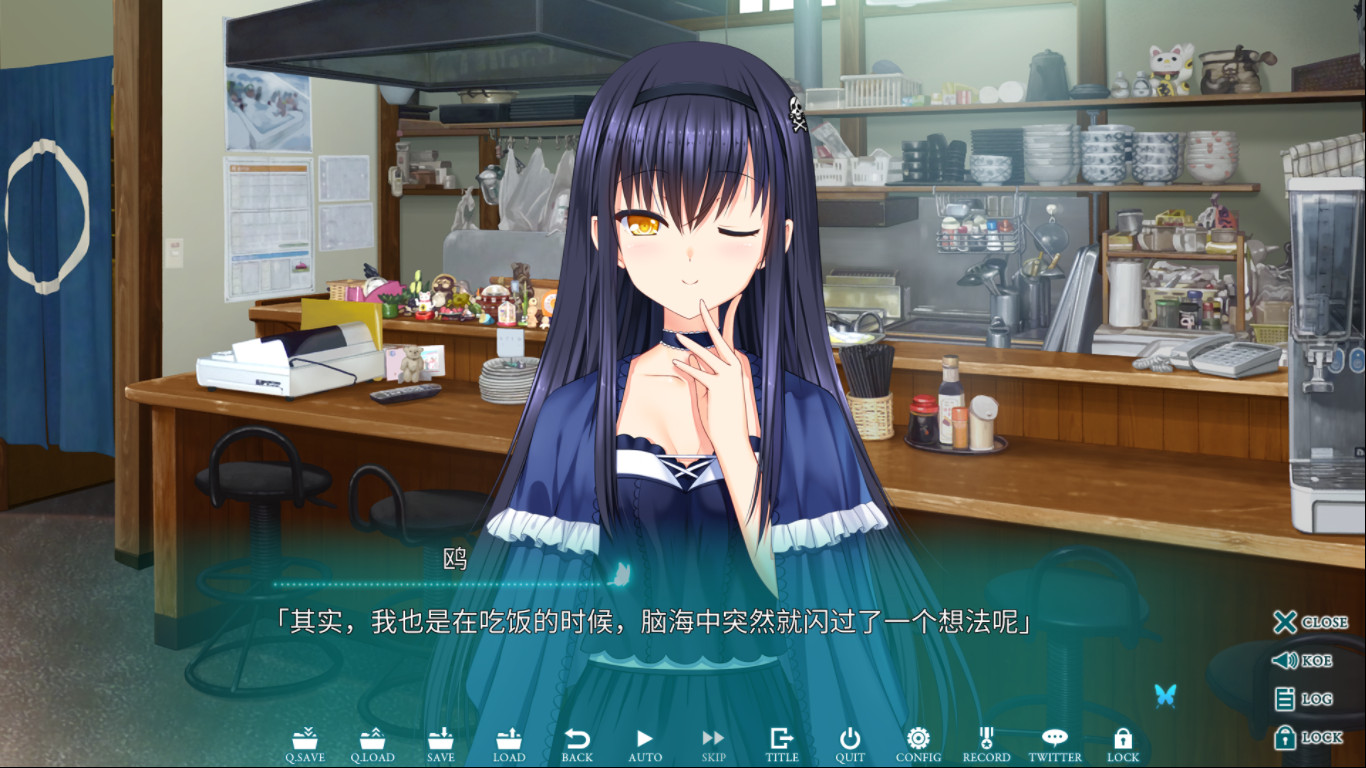 鸥
「其实，我也是在吃饭的时候，脑海中突然就闪过了一个想法呢」
CLOSE
KOE
LOG
LOCK
Q.SAVE
Q.LOAD
SAVE
LOAD
BACK
AUTO
SKIP
TITLE
QUIT
CONFIG
RECORD
TWITTER
LOCK